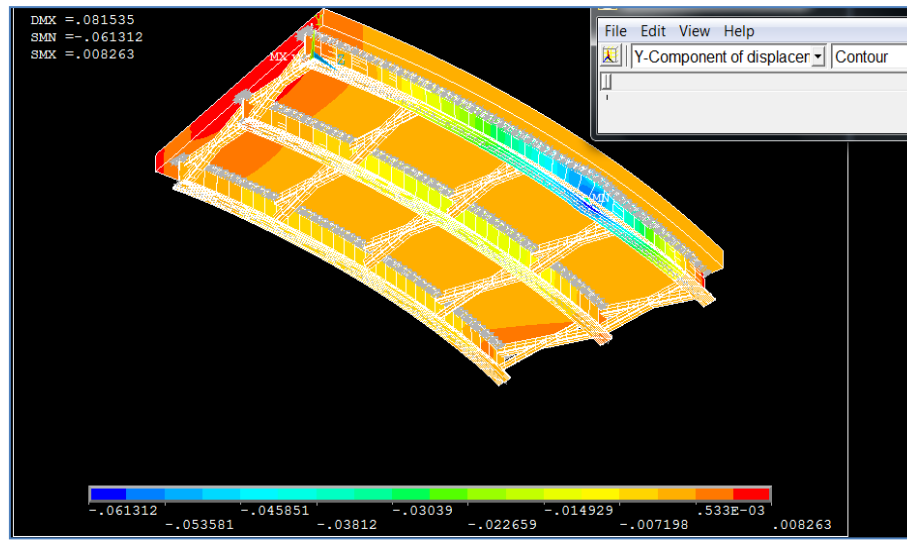 DMX =.081535
SMN =-.061312
SMX =.008263
File Edit View Help
Y-Component of displacer Contour
MX
Z
MN
-.061312 -.045851 -.03039 -.014929 .533E-03
-.053581 -.03812 -.022659 -.007198 .008263